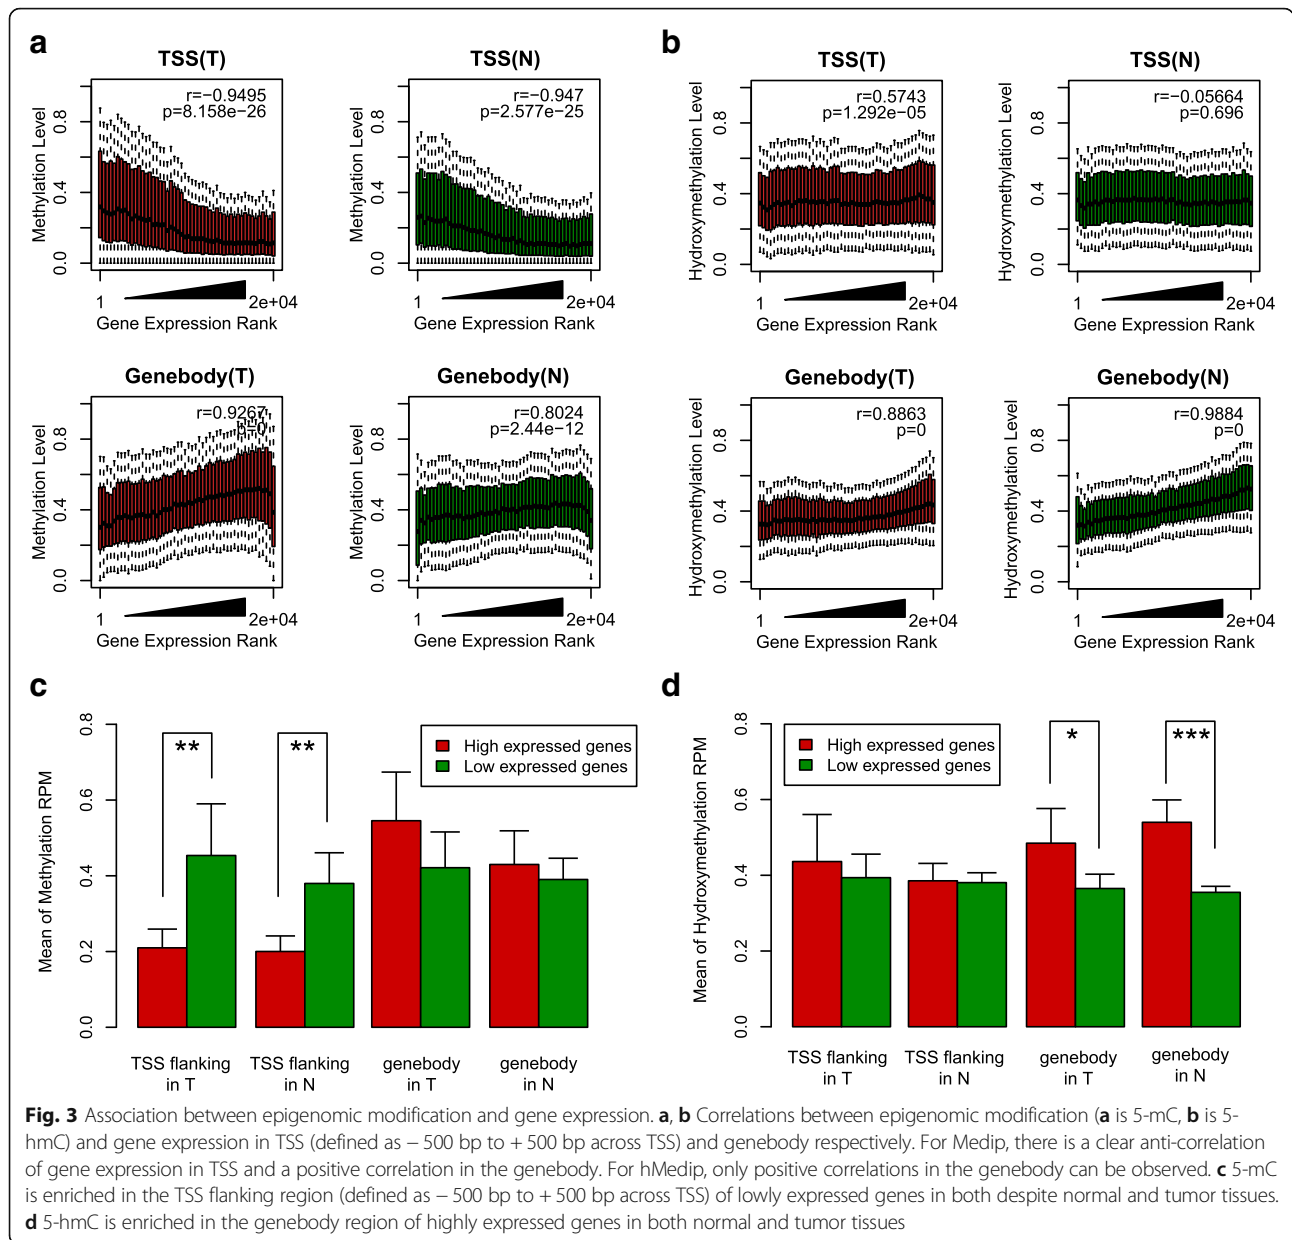 a
TSS(T)
r=−0.9495
p=8.158e−26
Methylation Level
0.0 0.4 0.8
1 2e+04
Gene Expression Rank
TSS(N)
r=−0.947
p=2.577e−25
Methylation Level
0.0 0.4 0.8
1 2e+04
Gene Expression Rank
Genebody(T)
r=0.9267
p=0
Methylation Level
0.0 0.4 0.8
1 2e+04
Gene Expression Rank
Genebody(N)
r=0.8024
p=2.44e−12
Methylation Level
0.0 0.4 0.8
1 2e+04
Gene Expression Rank
b
TSS(T)
r=0.5743
p=1.292e−05
Hydroxymethylation Level
0.0 0.4 0.8
1 2e+04
Gene Expression Rank
TSS(N)
r=−0.05664
p=0.696
Hydroxymethylation Level
0.0 0.4 0.8
1 2e+04
Gene Expression Rank
Genebody(T)
r=0.8863
p=0
Hydroxymethylation Level
0.0 0.4 0.8
1 2e+04
Gene Expression Rank
Genebody(N)
r=0.9884
p=0
Hydroxymethylation Level
0.0 0.4 0.8
1 2e+04
Gene Expression Rank
c
Mean of Methylation RPM
0.0 0.2 0.4 0.6 0.8
** **
High expressed genes
Low expressed genes
TSS flanking
in T
TSS flanking
in N
genebody
in T
genebody
in N
d
Mean of Hydroxymethylation RPM
0.0 0.2 0.4 0.6 0.8
High expressed genes
Low expressed genes
* ***
TSS flanking
in T
TSS flanking
in N
genebody
in T
genebody
in N
Fig. 3 Association between epigenomic modification and gene expression. a, b Correlations between epigenomic modification (a is 5-mC, b is 5-
hmC) and gene expression in TSS (defined as − 500 bp to + 500 bp across TSS) and genebody respectively. For Medip, there is a clear anti-correlation
of gene expression in TSS and a positive correlation in the genebody. For hMedip, only positive correlations in the genebody can be observed. c 5-mC
is enriched in the TSS flanking region (defined as − 500 bp to + 500 bp across TSS) of lowly expressed genes in both despite normal and tumor tissues.
d 5-hmC is enriched in the genebody region of highly expressed genes in both normal and tumor tissues